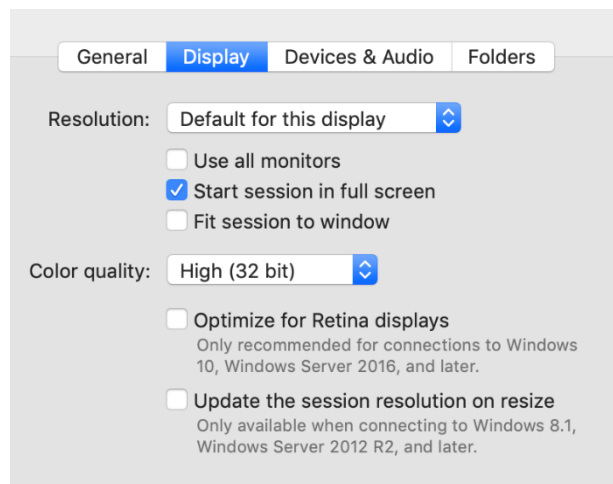 General Display Devices & Audio Folders
Resolution: Default for this display
Use all monitors
Start session in full screen
Fit session to window
Color quality: High (32 bit)
Optimize for Retina displays
Only recommended for connections to Windows
10, Windows Server 2016, and later.
Update the session resolution on resize
Only available when connecting to Windows 8.1,
Windows Server 2012 R2, and later.